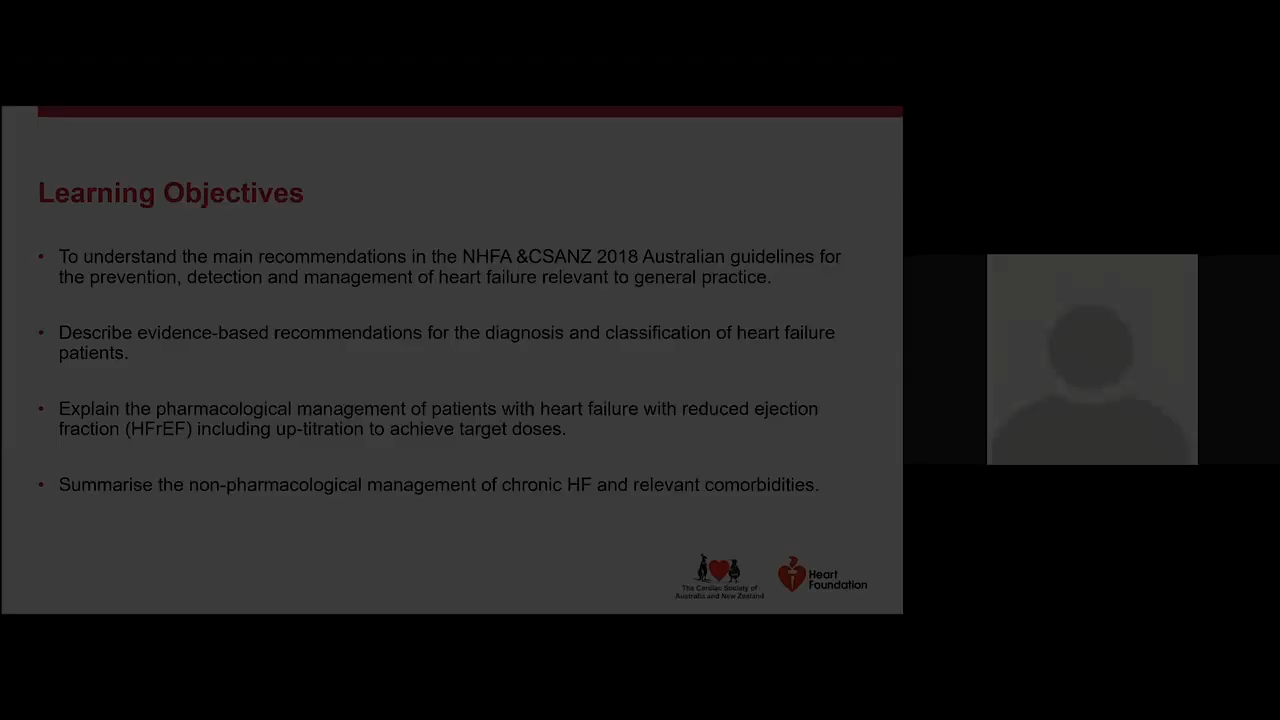 Learning Objectives
• To understand the main recommendations in the NHFA &CSANZ 2018 Australian guidelines for
the prevention, detection and management of heart failure relevant to general practice.
• Describe evidence-based recommendations for the diagnosis and classification of heart failure
patients.
• Explain the pharmacological management of patients with heart failure with reduced ejection
fraction (HFrEF) including up-titration to achieve target doses.
• Summarise the non-pharmacological management of chronic HF and relevant comorbidities.
The Cardiac Society of
Australia and New Zealand
Heart
Foundation